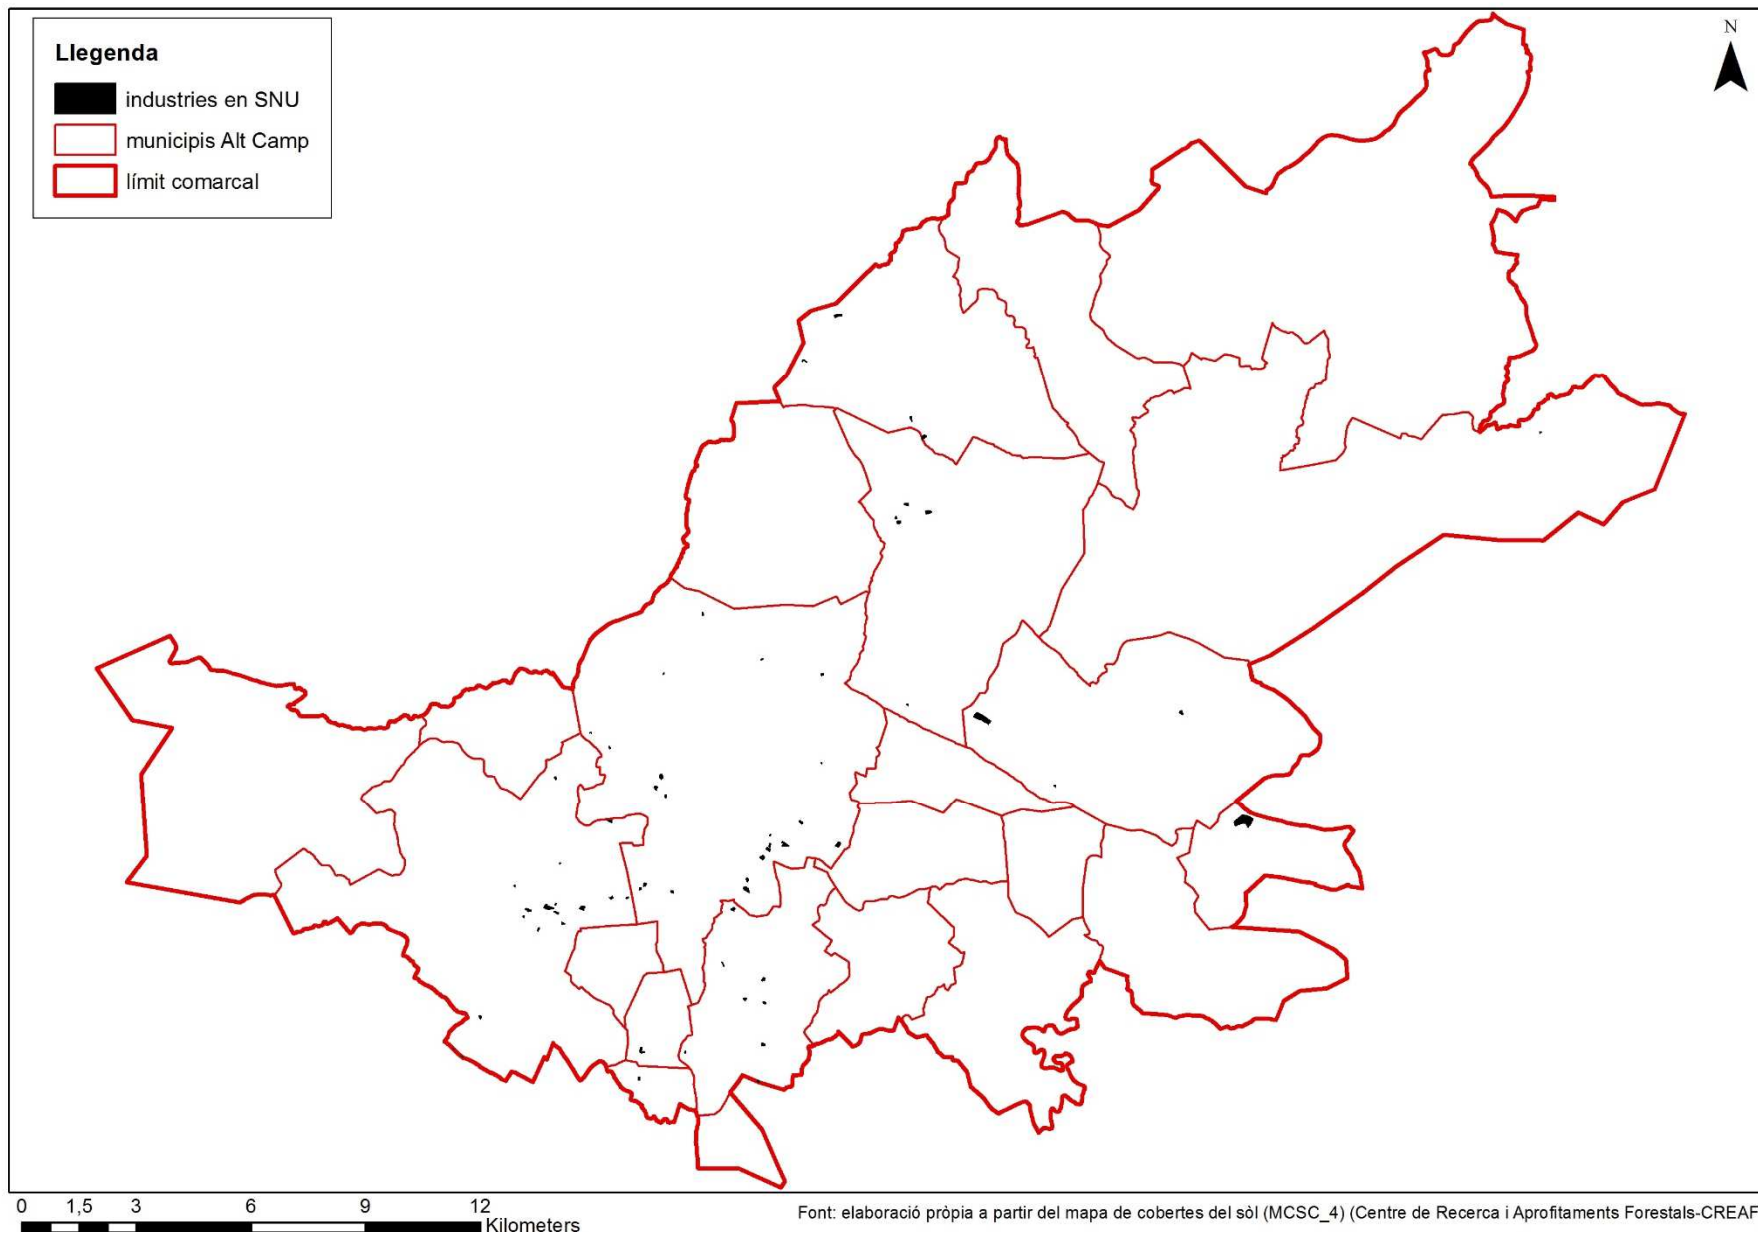 Llegenda
industries en SNU
municipis Alt Camp
límit comarcal
N
0 1,5 3 6 9 12
Kilometers
Font: elaboració pròpia a partir del mapa de cobertes del sòl (MCSC_4) (Centre de Recerca i Aprofitaments Forestals-CREAF